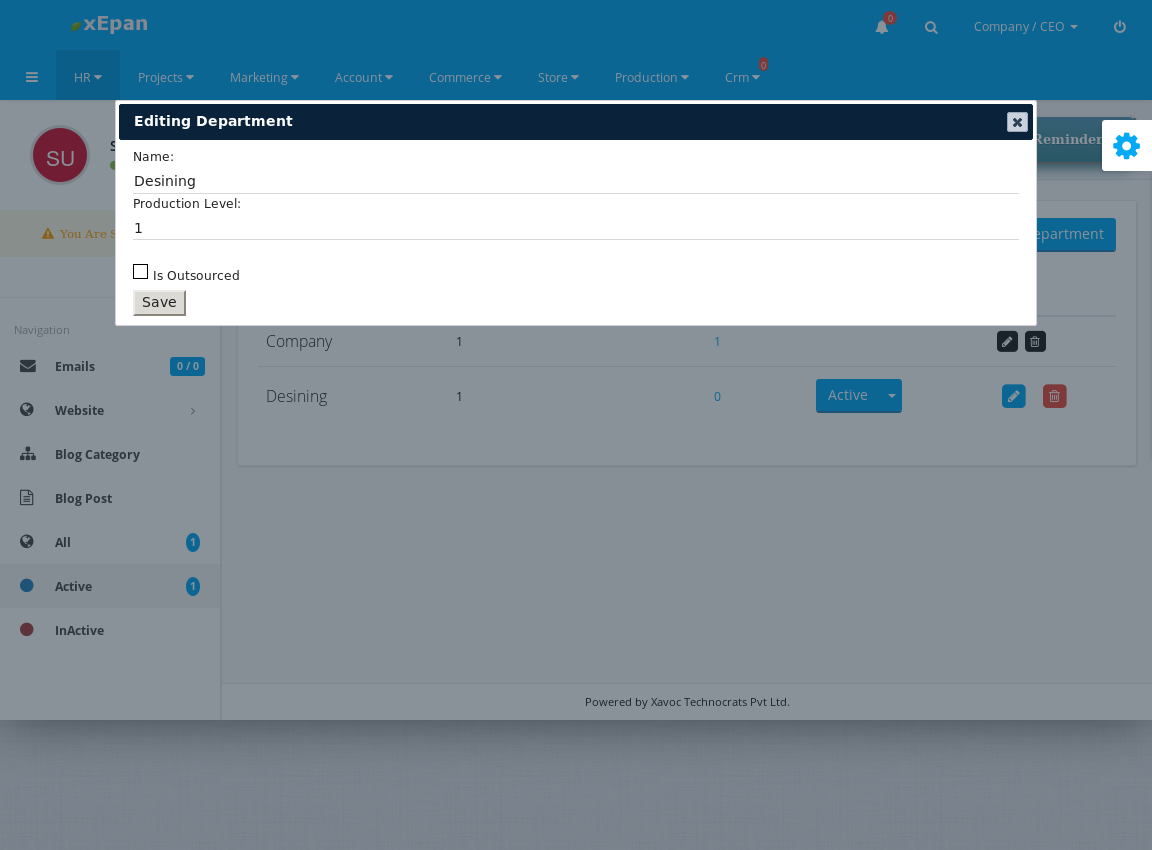 xEpan
0
Company / CEO
HR
Projects
Marketing
Account
Commerce
Store
Production
Crm
0
Editing Department
Name:
Desining
Production Level:
1
Is Outsourced
Save
SU
S
Reminder
You Are S
epartment
Navigation
Emails
0 / 0
Website
Blog Category
Blog Post
All
1
Active
1
InActive
Company
1
1
Desining
1
0
Active
Powered by Xavoc Technocrats Pvt Ltd.